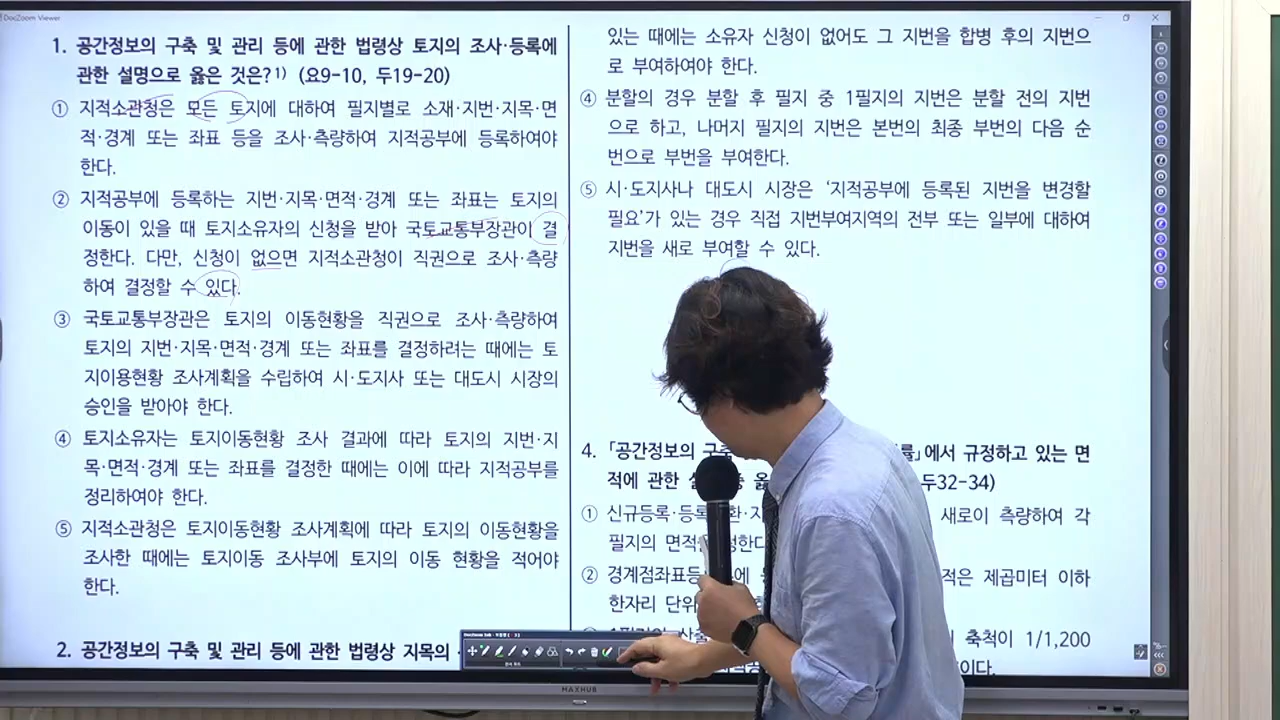 DocZoom Viewer
1. 공간정보의 구축 및 관리 등에 관한 법령상 토지의 조사·등록에
관한 설명으로 옳은 것은?1) (요9-10, 두19-20)
① 지적소관청은 모든 토지에 대하여 필지별로 소재·지번·지목·면
적·경계 또는 좌표 등을 조사·측량하여 지적공부에 등록하여야
한다.
② 지적공부에 등록하는 지번·지목·면적·경계 또는 좌표는 토지의
이동이 있을 때 토지소유자의 신청을 받아 국토교통부장관이 결
정한다. 다만, 신청이 없으면 지적소관청이 직권으로 조사·측량
하여 결정할 수 있다.
③ 국토교통부장관은 토지의 이동현황을 직권으로 조사·측량하여
토지의 지번·지목·면적·경계 또는 좌표를 결정하려는 때에는 토
지이용현황 조사계획을 수립하여 시·도지사 또는 대도시 시장의
승인을 받아야 한다.
④ 토지소유자는 토지이동현황 조사 결과에 따라 토지의 지번·지
목·면적·경계 또는 좌표를 결정한 때에는 이에 따라 지적공부를
정리하여야 한다.
⑤ 지적소관청은 토지이동현황 조사계획에 따라 토지의 이동현황을
조사한 때에는 토지이동 조사부에 토지의 이동 현황을 적어야
한다.
2. 공간정보의 구축 및 관리 등에 관한 법령상 지목의
있는 때에는 소유자 신청이 없어도 그 지번을 합병 후의 지번으
로 부여하여야 한다.
④ 분할의 경우 분할 후 필지 중 1필지의 지번은 분할 전의 지번
으로 하고, 나머지 필지의 지번은 본번의 최종 부번의 다음 순
번으로 부번을 부여한다.
⑤ 시·도지사나 대도시 시장은 ‘지적공부에 등록된 지번을 변경할
필요’가 있는 경우 직접 지번부여지역의 전부 또는 일부에 대하여
지번을 새로 부여할 수 있다.
4. 「공간정보의 구축 률」에서 규정하고 있는 면
적에 관한 두32-34)
① 신규등록·등록 새로이 측량하여 각
필지의 면적
② 경계점좌표등 적은 제곱미터 이하
한자리 단위
축척이 1/1,200
이다.
MAXHUB